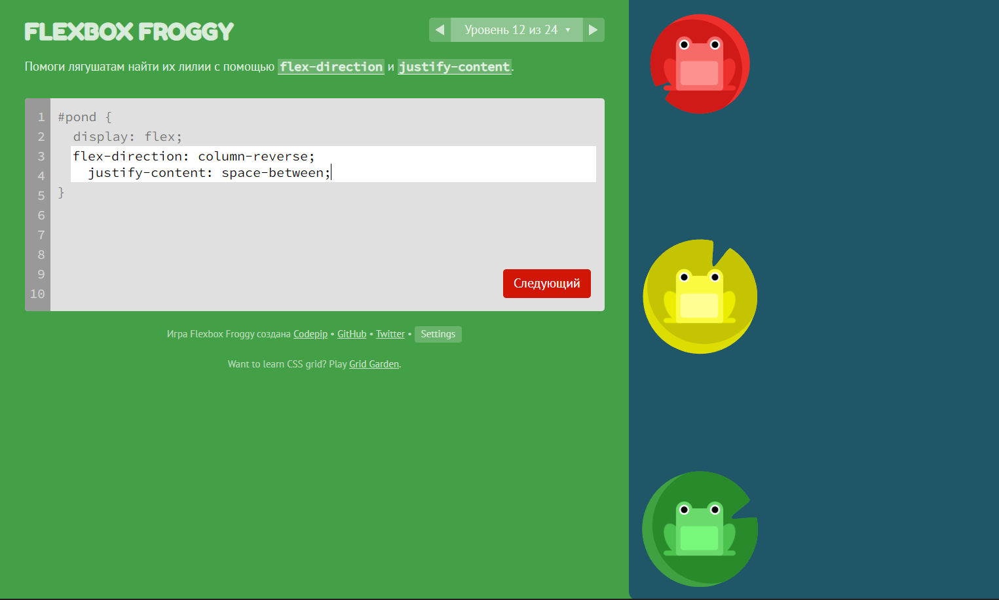 FLEXBOX FROGGY
◀ Уровень 12 из 24 ▾ ▶
Помоги лягушатам найти их лилии с помощью flex-direction и justify-content.
1 #pond {
2 display: flex;
3 flex-direction: column-reverse;
4 justify-content: space-between;
5 }
6
7
8
9
10
Следующий
Игра Flexbox Froggy создана Codepip • GitHub • Twitter • Settings
Want to learn CSS grid? Play Grid Garden.